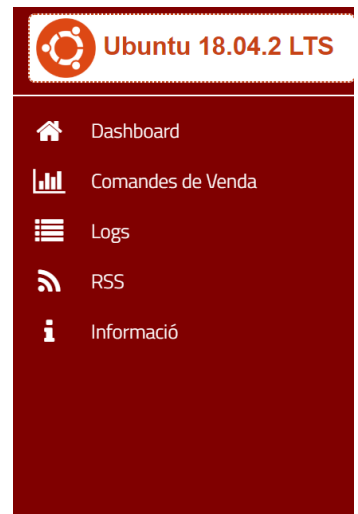 Ubuntu 18.04.2 LTS
Dashboard
Comandes de Venda
Logs
RSS
Informació